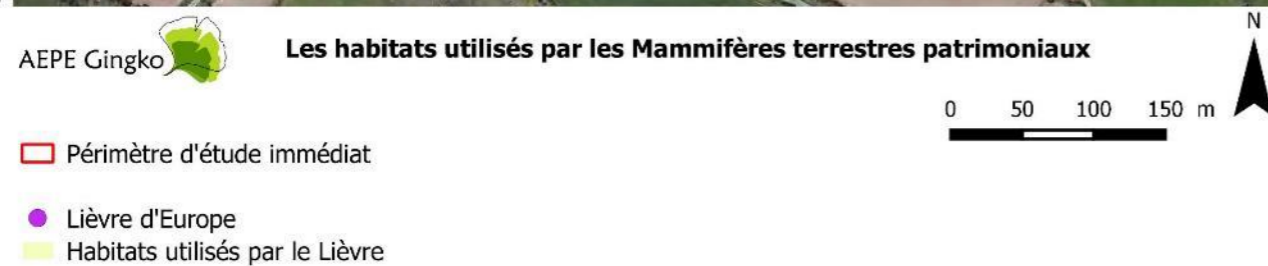 AEPE Gingko
Les habitats utilisés par les Mammifères terrestres patrimoniaux
N
0 50 100 150 m
Périmètre d'étude immédiat
Lièvre d'Europe
Habitats utilisés par le Lièvre